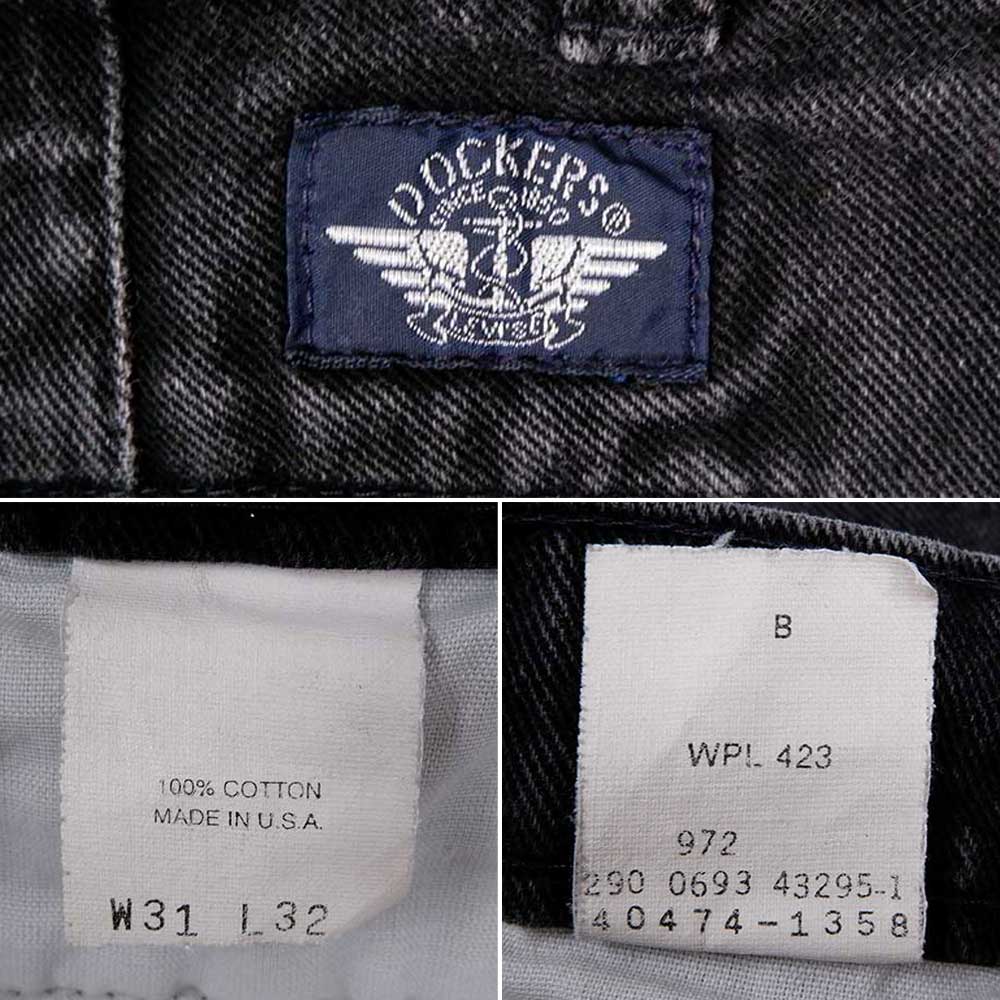 DOCKERS®
SINCE 1850
LEVI'S®
100% COTTON
MADE IN U.S.A.
W31 L32
B
WPL 423
972
290 0693 43295-1
40474-1358